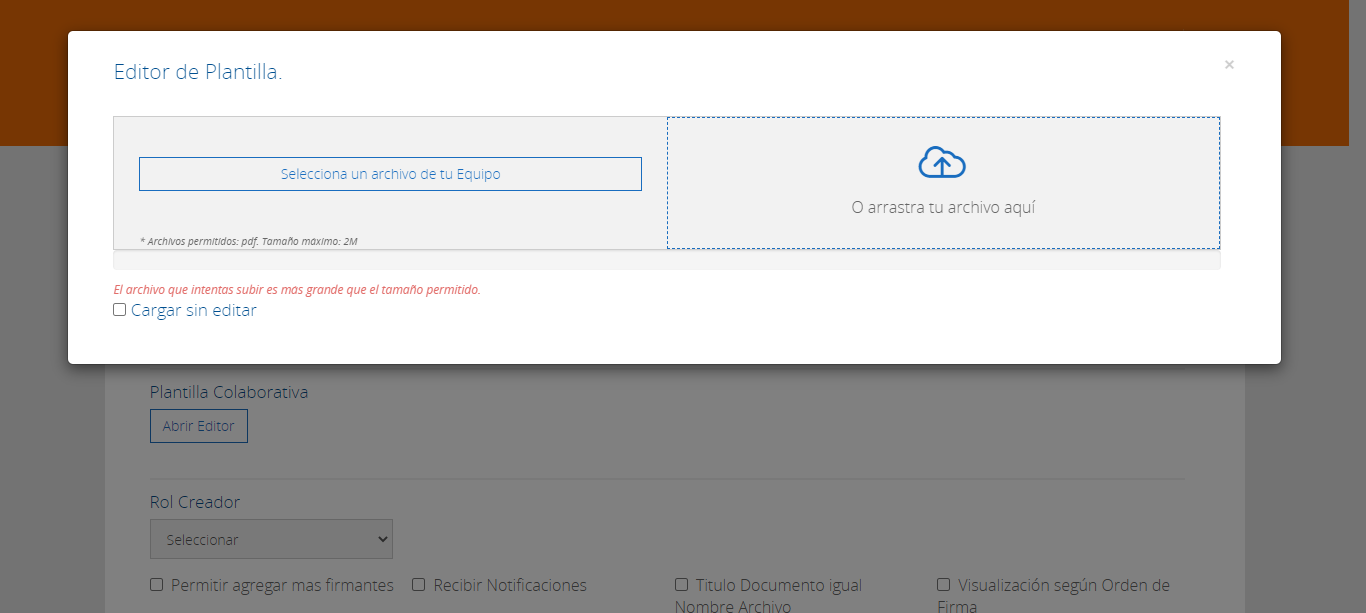 Editor de Plantilla.
×
Selecciona un archivo de tu Equipo
O arrastra tu archivo aquí
* Archivos permitidos: pdf. Tamaño máximo: 2M
El archivo que intentas subir es más grande que el tamaño permitido.
Cargar sin editar
Plantilla Colaborativa
Abrir Editor
Rol Creador
Seleccionar
Permitir agregar mas firmantes
Recibir Notificaciones
Titulo Documento igual
Nombre Archivo
Visualización según Orden de
Firma